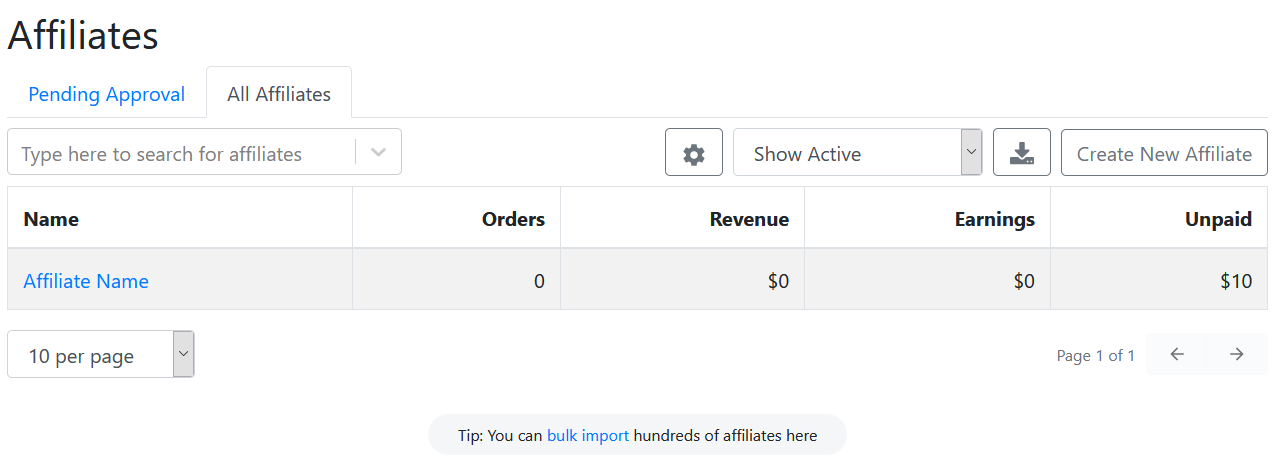 Affiliates
Pending Approval All Affiliates
Type here to search for affiliates Show Active Create New Affiliate
Name Orders Revenue Earnings Unpaid
Affiliate Name 0 $0 $0 $10
10 per page Page 1 of 1
Tip: You can bulk import hundreds of affiliates here